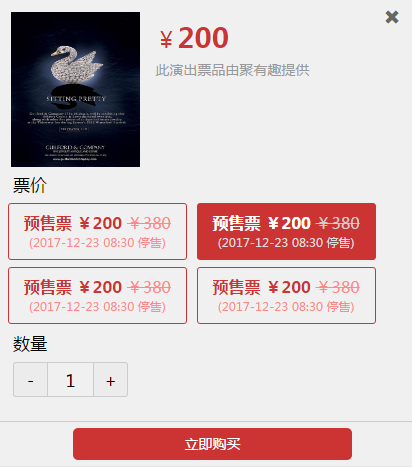 ✖
¥200
此演出票品由聚有趣提供
SITTING PRETTY
GUILFORD & COMPANY
票价
预售票 ¥200 ¥380
(2017-12-23 08:30 停售)
预售票 ¥200 ¥380
(2017-12-23 08:30 停售)
预售票 ¥200 ¥380
(2017-12-23 08:30 停售)
预售票 ¥200 ¥380
(2017-12-23 08:30 停售)
数量
- 1 +
立即购买